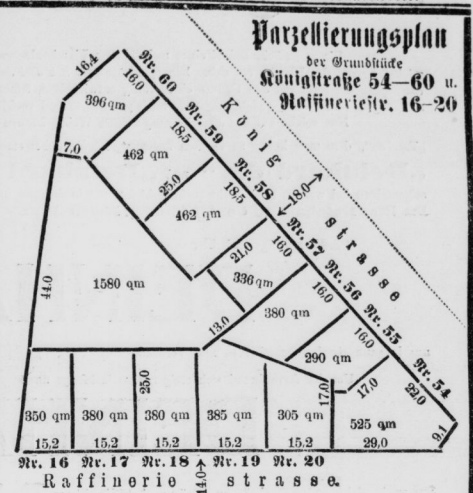 Parzellierungsplan
der Grundstücke
Königstraße 54—60 u.
Raffineriestr. 16-20
16,4
16,0
Nr. 60
396 qm
7,0
18,5
Nr. 59
462 qm
25,0
18,5
Nr. 58
462 qm
König
strasse
←18,0→
21,0
16,0
Nr. 57
336 qm
Nr. 56
16,0
380 qm
Nr. 55
16,0
290 qm
Nr. 54
22,0
9,1
44,0
1580 qm
13,0
17,0
17,0
525 qm
29,0
25,0
350 qm
380 qm
380 qm
385 qm
305 qm
15,2
15,2
15,2
15,2
15,2
Nr. 16 Nr. 17 Nr. 18 Nr. 19 Nr. 20
Raffinerie strasse.
14,0